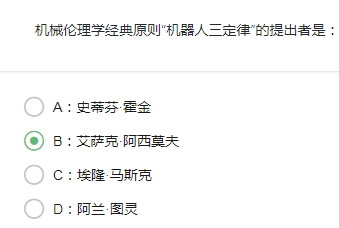 机械伦理学经典原则“机器人三定律”的提出者是：
A：史蒂芬·霍金
B：艾萨克·阿西莫夫
C：埃隆·马斯克
D：阿兰·图灵